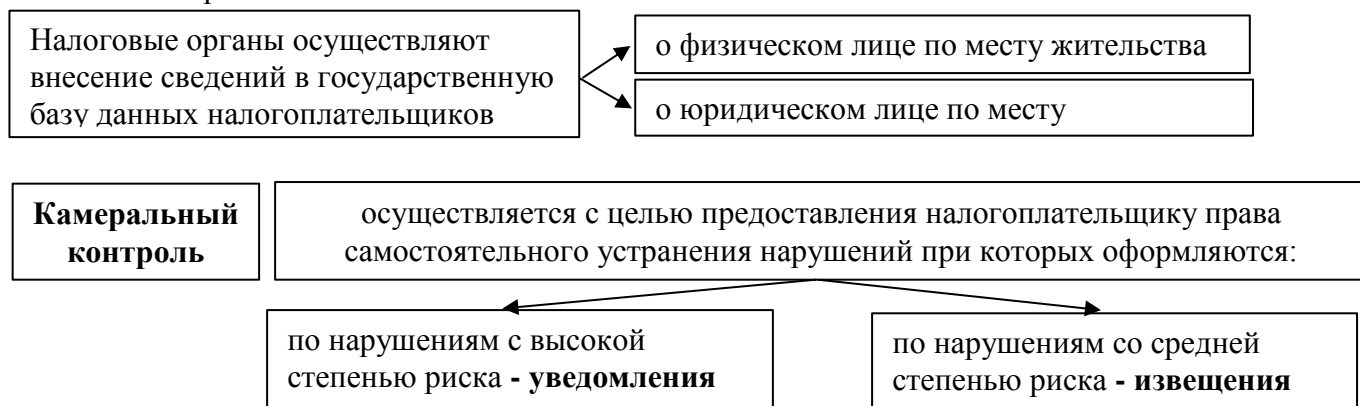 Налоговые органы осуществляют
внесение сведений в государственную
базу данных налогоплательщиков
о физическом лице по месту жительства
о юридическом лице по месту
Камеральный
контроль
осуществляется с целью предоставления налогоплательщику права
самостоятельного устранения нарушений при которых оформляются:
по нарушениям с высокой
степенью риска - уведомления
по нарушениям со средней
степенью риска - извещения